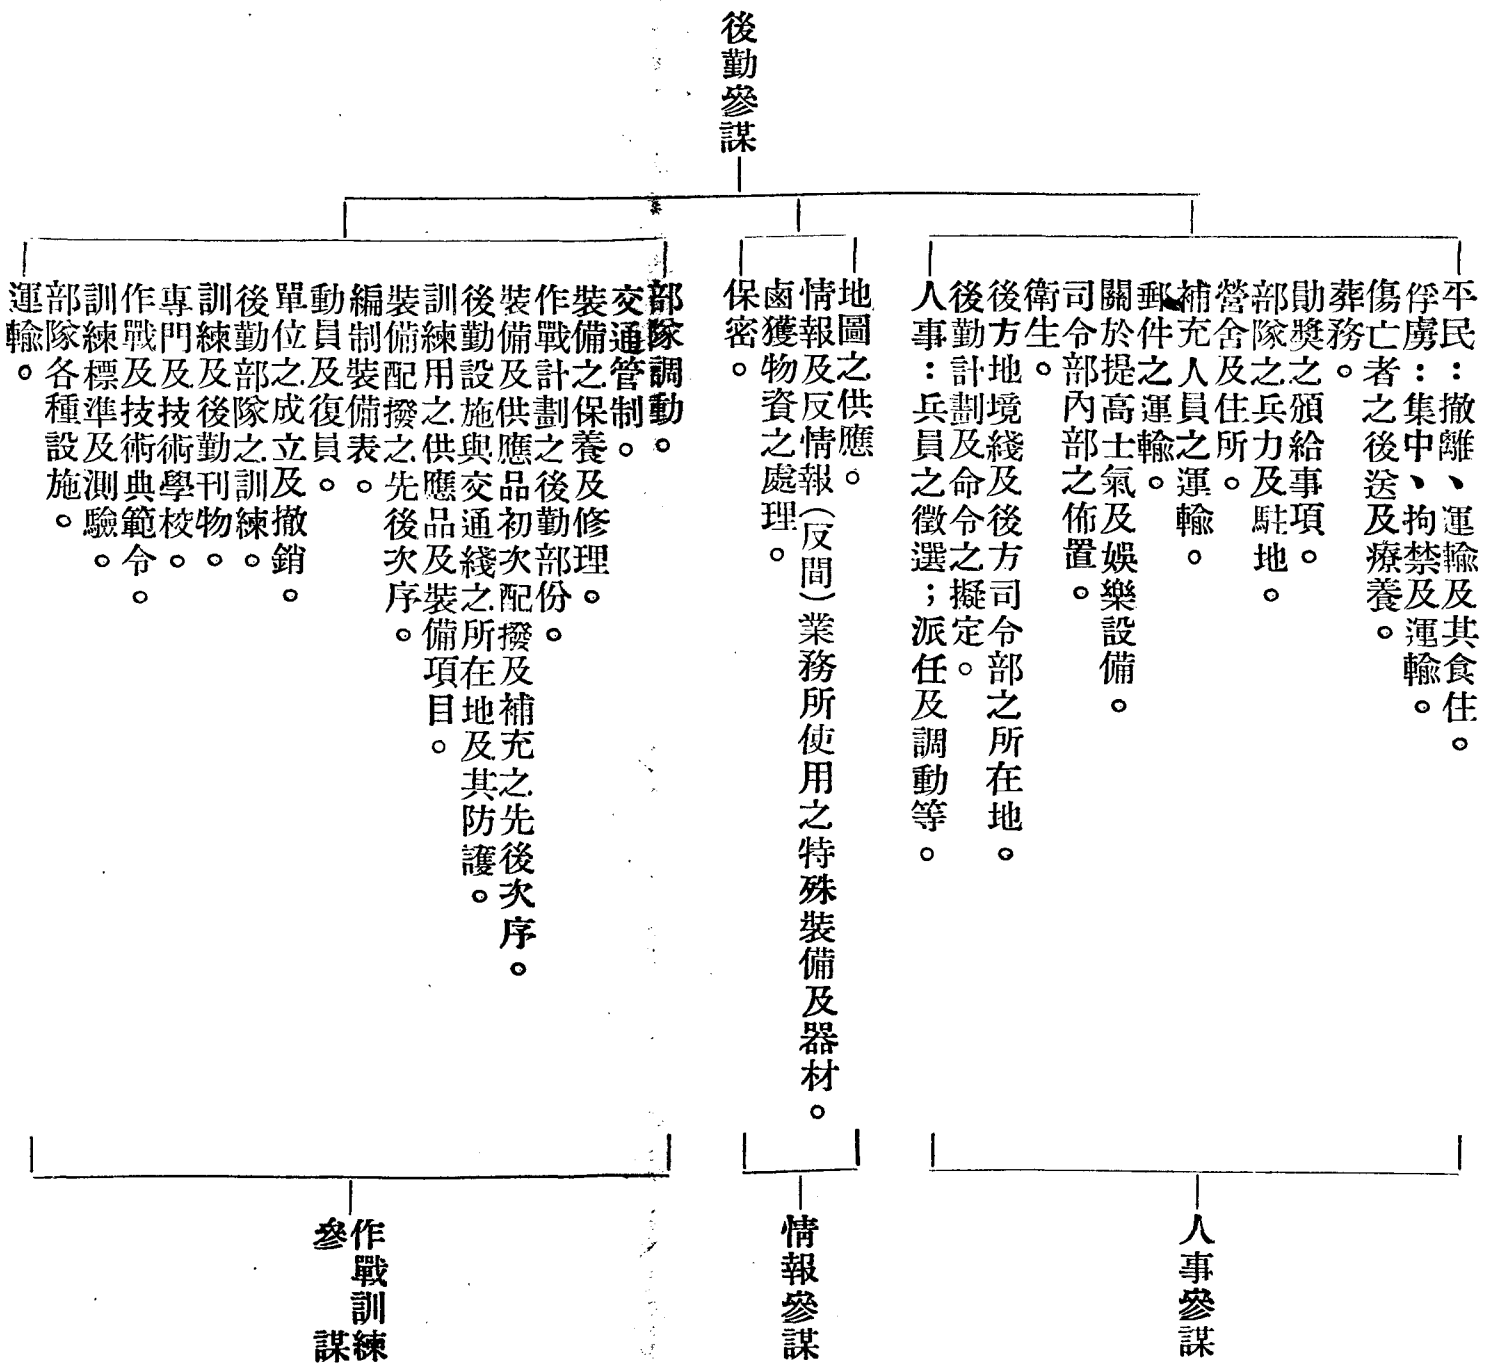 後勤參謀
平民：撤離、運輸及其食住。
俘虜：集中、拘禁及運輸。
傷亡者之後送及療養。
葬務。
勛獎之頒給事項。
部隊之兵力及駐地。
營舍及住所。
補充人員之運輸。
郵件之運輸。
關於提高士氣及娛樂設備。
司令部內部之佈置。
衛生。
後方地境綫及後方司令部之所在地。
後勤計劃及命令之擬定。
人事：兵員之徵選；派任及調動等。
人事參謀
地圖之供應。
情報及反情報（反間）業務所使用之特殊裝備及器材。
鹵獲物資之處理。
保密。
情報參謀
部隊調動。
交通管制。
裝備之保養及修理。
作戰計劃之後勤部份。
裝備及供應品初次配撥及補充之先後次序。
後勤設施與交通綫之所在地及其防護。
訓練用之供應品及裝備項目。
裝備配撥之先後次序。
編制裝備表。
動員及復員。
單位之成立及撤銷。
後勤部隊之訓練。
訓練及後勤刊物。
專門及技術學校。
作戰及技術典範令。
訓練標準及測驗。
部隊各種設施。
運輸。
作戰訓練
參謀